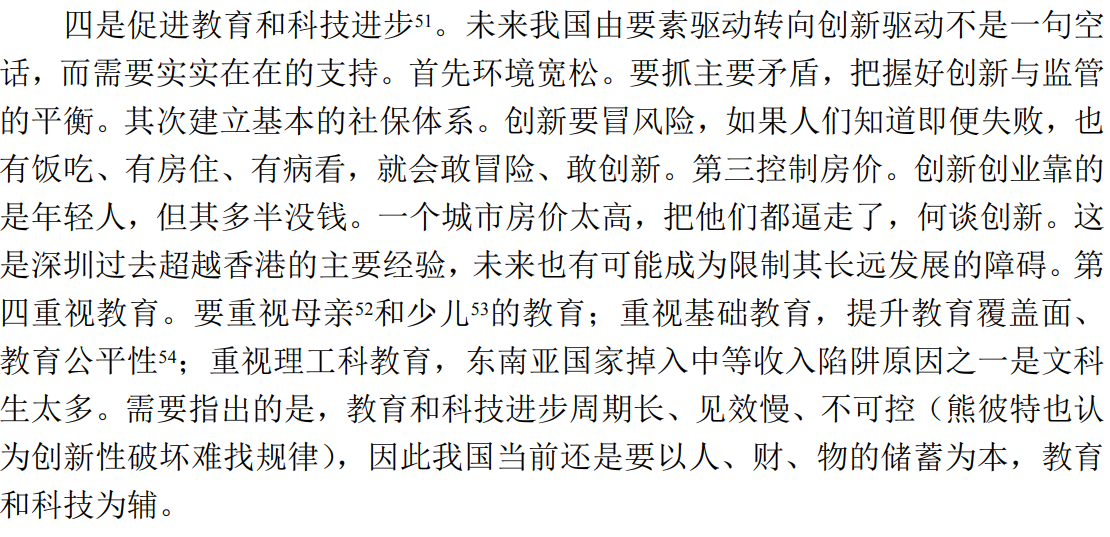 四是促进教育和科技进步51。未来我国由要素驱动转向创新驱动不是一句空
话，而需要实实在在的支持。首先环境宽松。要抓主要矛盾，把握好创新与监管
的平衡。其次建立基本的社保体系。创新要冒风险，如果人们知道即便失败，也
有饭吃、有房住、有病看，就会敢冒险、敢创新。第三控制房价。创新创业靠的
是年轻人，但其多半没钱。一个城市房价太高，把他们都逼走了，何谈创新。这
是深圳过去超越香港的主要经验，未来也有可能成为限制其长远发展的障碍。第
四重视教育。要重视母亲52和少儿53的教育；重视基础教育，提升教育覆盖面、
教育公平性54；重视理工科教育，东南亚国家掉入中等收入陷阱原因之一是文科
生太多。需要指出的是，教育和科技进步周期长、见效慢、不可控（熊彼特也认
为创新性破坏难找规律），因此我国当前还是要以人、财、物的储蓄为本，教育
和科技为辅。